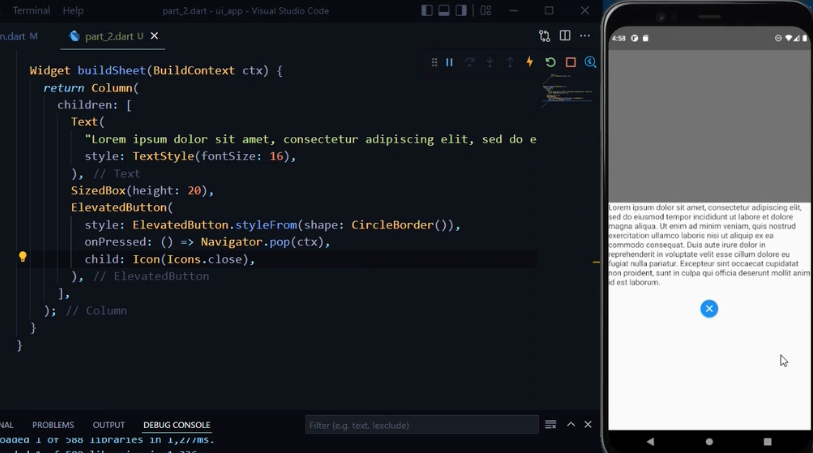 Terminal Help part_2.dart - ui_app - Visual Studio Code
n.dart M part_2.dart U
Widget buildSheet(BuildContext ctx) {
return Column(
children: [
Text(
"Lorem ipsum dolor sit amet, consectetur adipiscing elit, sed do e
style: TextStyle(fontSize: 16),
), // Text
SizedBox(height: 20),
ElevatedButton(
style: ElevatedButton.styleFrom(shape: CircleBorder()),
onPressed: () => Navigator.pop(ctx),
child: Icon(Icons.close),
), // ElevatedButton
],
); // Column
}
}
NAL PROBLEMS OUTPUT DEBUG CONSOLE Filter (e.g. text, !exclude)
oaded 1 of 588 libraries in 1,277ms.
4:58
Lorem ipsum dolor sit amet, consectetur adipiscing elit,
sed do eiusmod tempor incididunt ut labore et dolore
magna aliqua. Ut enim ad minim veniam, quis nostrud
exercitation ullamco laboris nisi ut aliquip ex ea
commodo consequat. Duis aute irure dolor in
reprehenderit in voluptate velit esse cillum dolore eu
fugiat nulla pariatur. Excepteur sint occaecat cupidatat
non proident, sunt in culpa qui officia deserunt mollit anim
id est laborum.